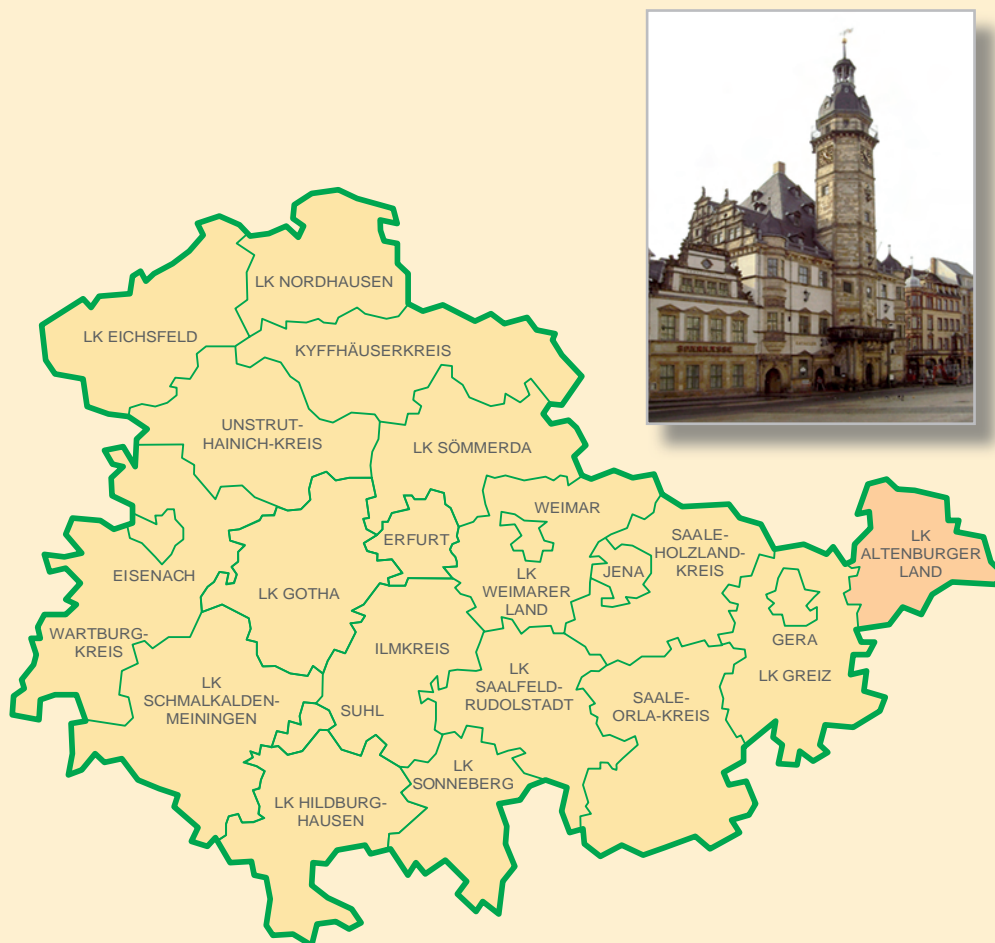 LK NORDHAUSEN
LK EICHSFELD
KYFFHÄUSERKREIS
UNSTRUT-
HAINICH-KREIS
LK SÖMMERDA
WEIMAR
SAALE-
HOLZLAND-
KREIS
LK
ALTENBURGER
LAND
ERFURT
JENA
EISENACH
LK GOTHA
LK
WEIMARER
LAND
WARTBURG-
KREIS
ILMKREIS
GERA
LK GREIZ
LK
SCHMALKALDEN-
MEININGEN
SUHL
LK
SAALFELD-
RUDOLSTADT
SAALE-
ORLA-KREIS
LK
SONNEBERG
LK HILDBURG-
HAUSEN
SPARKASSE